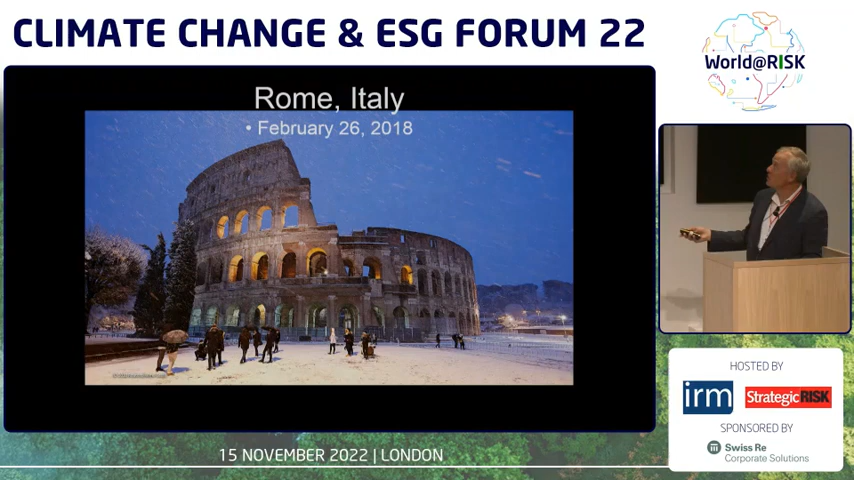 CLIMATE CHANGE & ESG FORUM 22
World@RISK
Rome, Italy
• February 26, 2018
HOSTED BY
irm
StrategicRISK
SPONSORED BY
Swiss Re
Corporate Solutions
15 NOVEMBER 2022 | LONDON